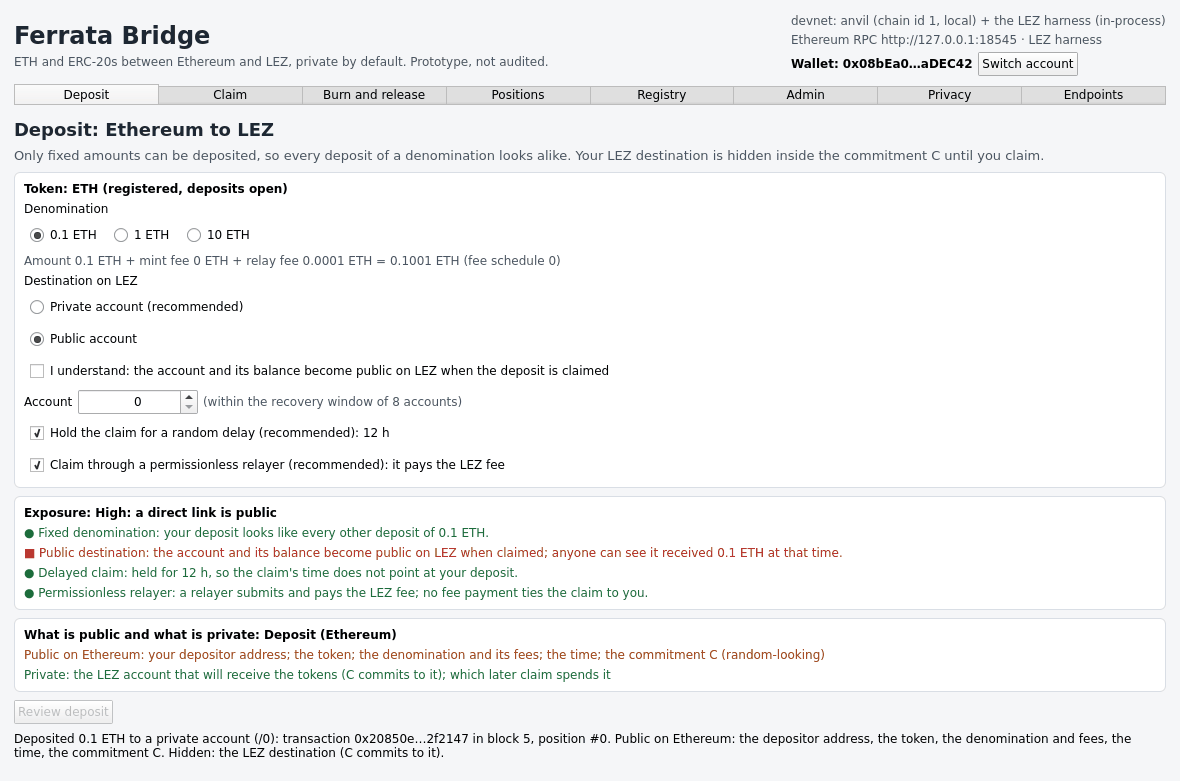 Ferrata Bridge
ETH and ERC-20s between Ethereum and LEZ, private by default. Prototype, not audited.
devnet: anvil (chain id 1, local) + the LEZ harness (in-process)
Ethereum RPC http://127.0.0.1:18545 · LEZ harness
Wallet: 0x08bEa0…aDEC42 Switch account
Deposit Claim Burn and release Positions Registry Admin Privacy Endpoints
Deposit: Ethereum to LEZ
Only fixed amounts can be deposited, so every deposit of a denomination looks alike. Your LEZ destination is hidden inside the commitment C until you claim.
Token: ETH (registered, deposits open)
Denomination
0.1 ETH 1 ETH 10 ETH
Amount 0.1 ETH + mint fee 0 ETH + relay fee 0.0001 ETH = 0.1001 ETH (fee schedule 0)
Destination on LEZ
Private account (recommended)
Public account
I understand: the account and its balance become public on LEZ when the deposit is claimed
Account 0 (within the recovery window of 8 accounts)
Hold the claim for a random delay (recommended): 12 h
Claim through a permissionless relayer (recommended): it pays the LEZ fee
Exposure: High: a direct link is public
● Fixed denomination: your deposit looks like every other deposit of 0.1 ETH.
■ Public destination: the account and its balance become public on LEZ when claimed; anyone can see it received 0.1 ETH at that time.
● Delayed claim: held for 12 h, so the claim's time does not point at your deposit.
● Permissionless relayer: a relayer submits and pays the LEZ fee; no fee payment ties the claim to you.
What is public and what is private: Deposit (Ethereum)
Public on Ethereum: your depositor address; the token; the denomination and its fees; the time; the commitment C (random-looking)
Private: the LEZ account that will receive the tokens (C commits to it); which later claim spends it
Review deposit
Deposited 0.1 ETH to a private account (/0): transaction 0x20850e…2f2147 in block 5, position #0. Public on Ethereum: the depositor address, the token, the denomination and fees, the
time, the commitment C. Hidden: the LEZ destination (C commits to it).